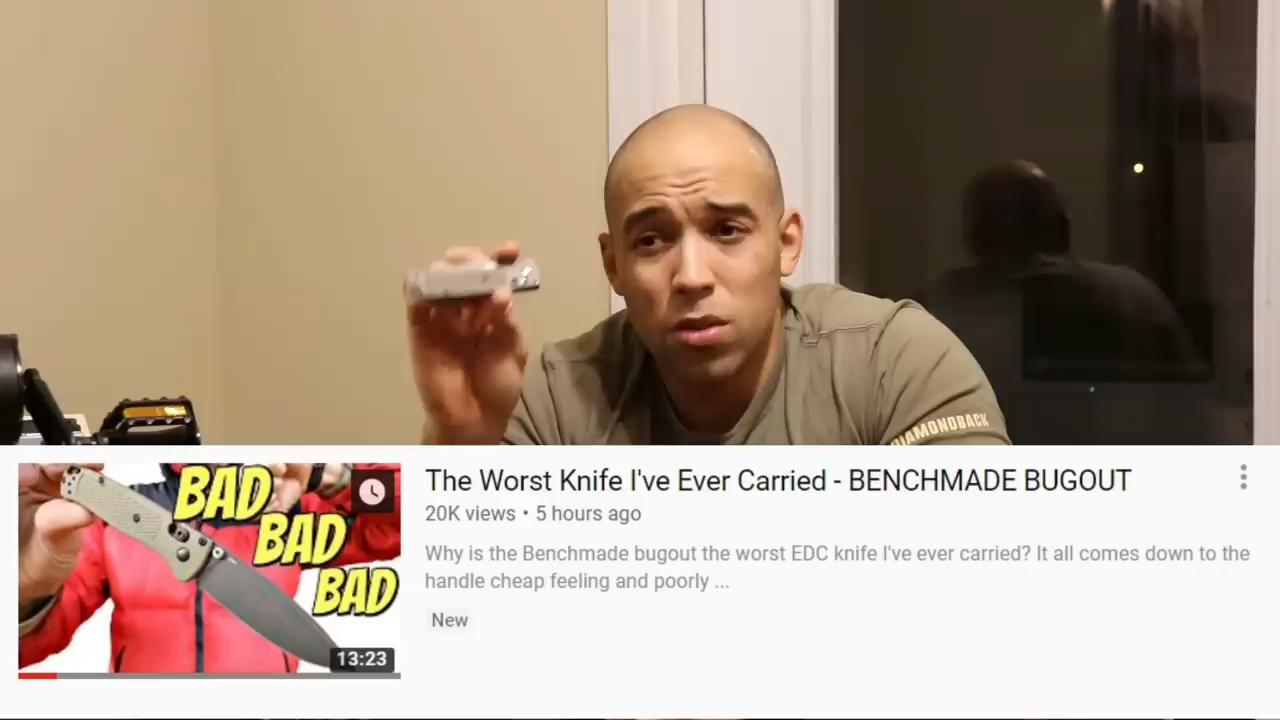 DIAMONDBACK
BAD
BAD
BAD
13:23
The Worst Knife I've Ever Carried - BENCHMADE BUGOUT
20K views • 5 hours ago
Why is the Benchmade bugout the worst EDC knife I've ever carried? It all comes down to the
handle cheap feeling and poorly ...
New